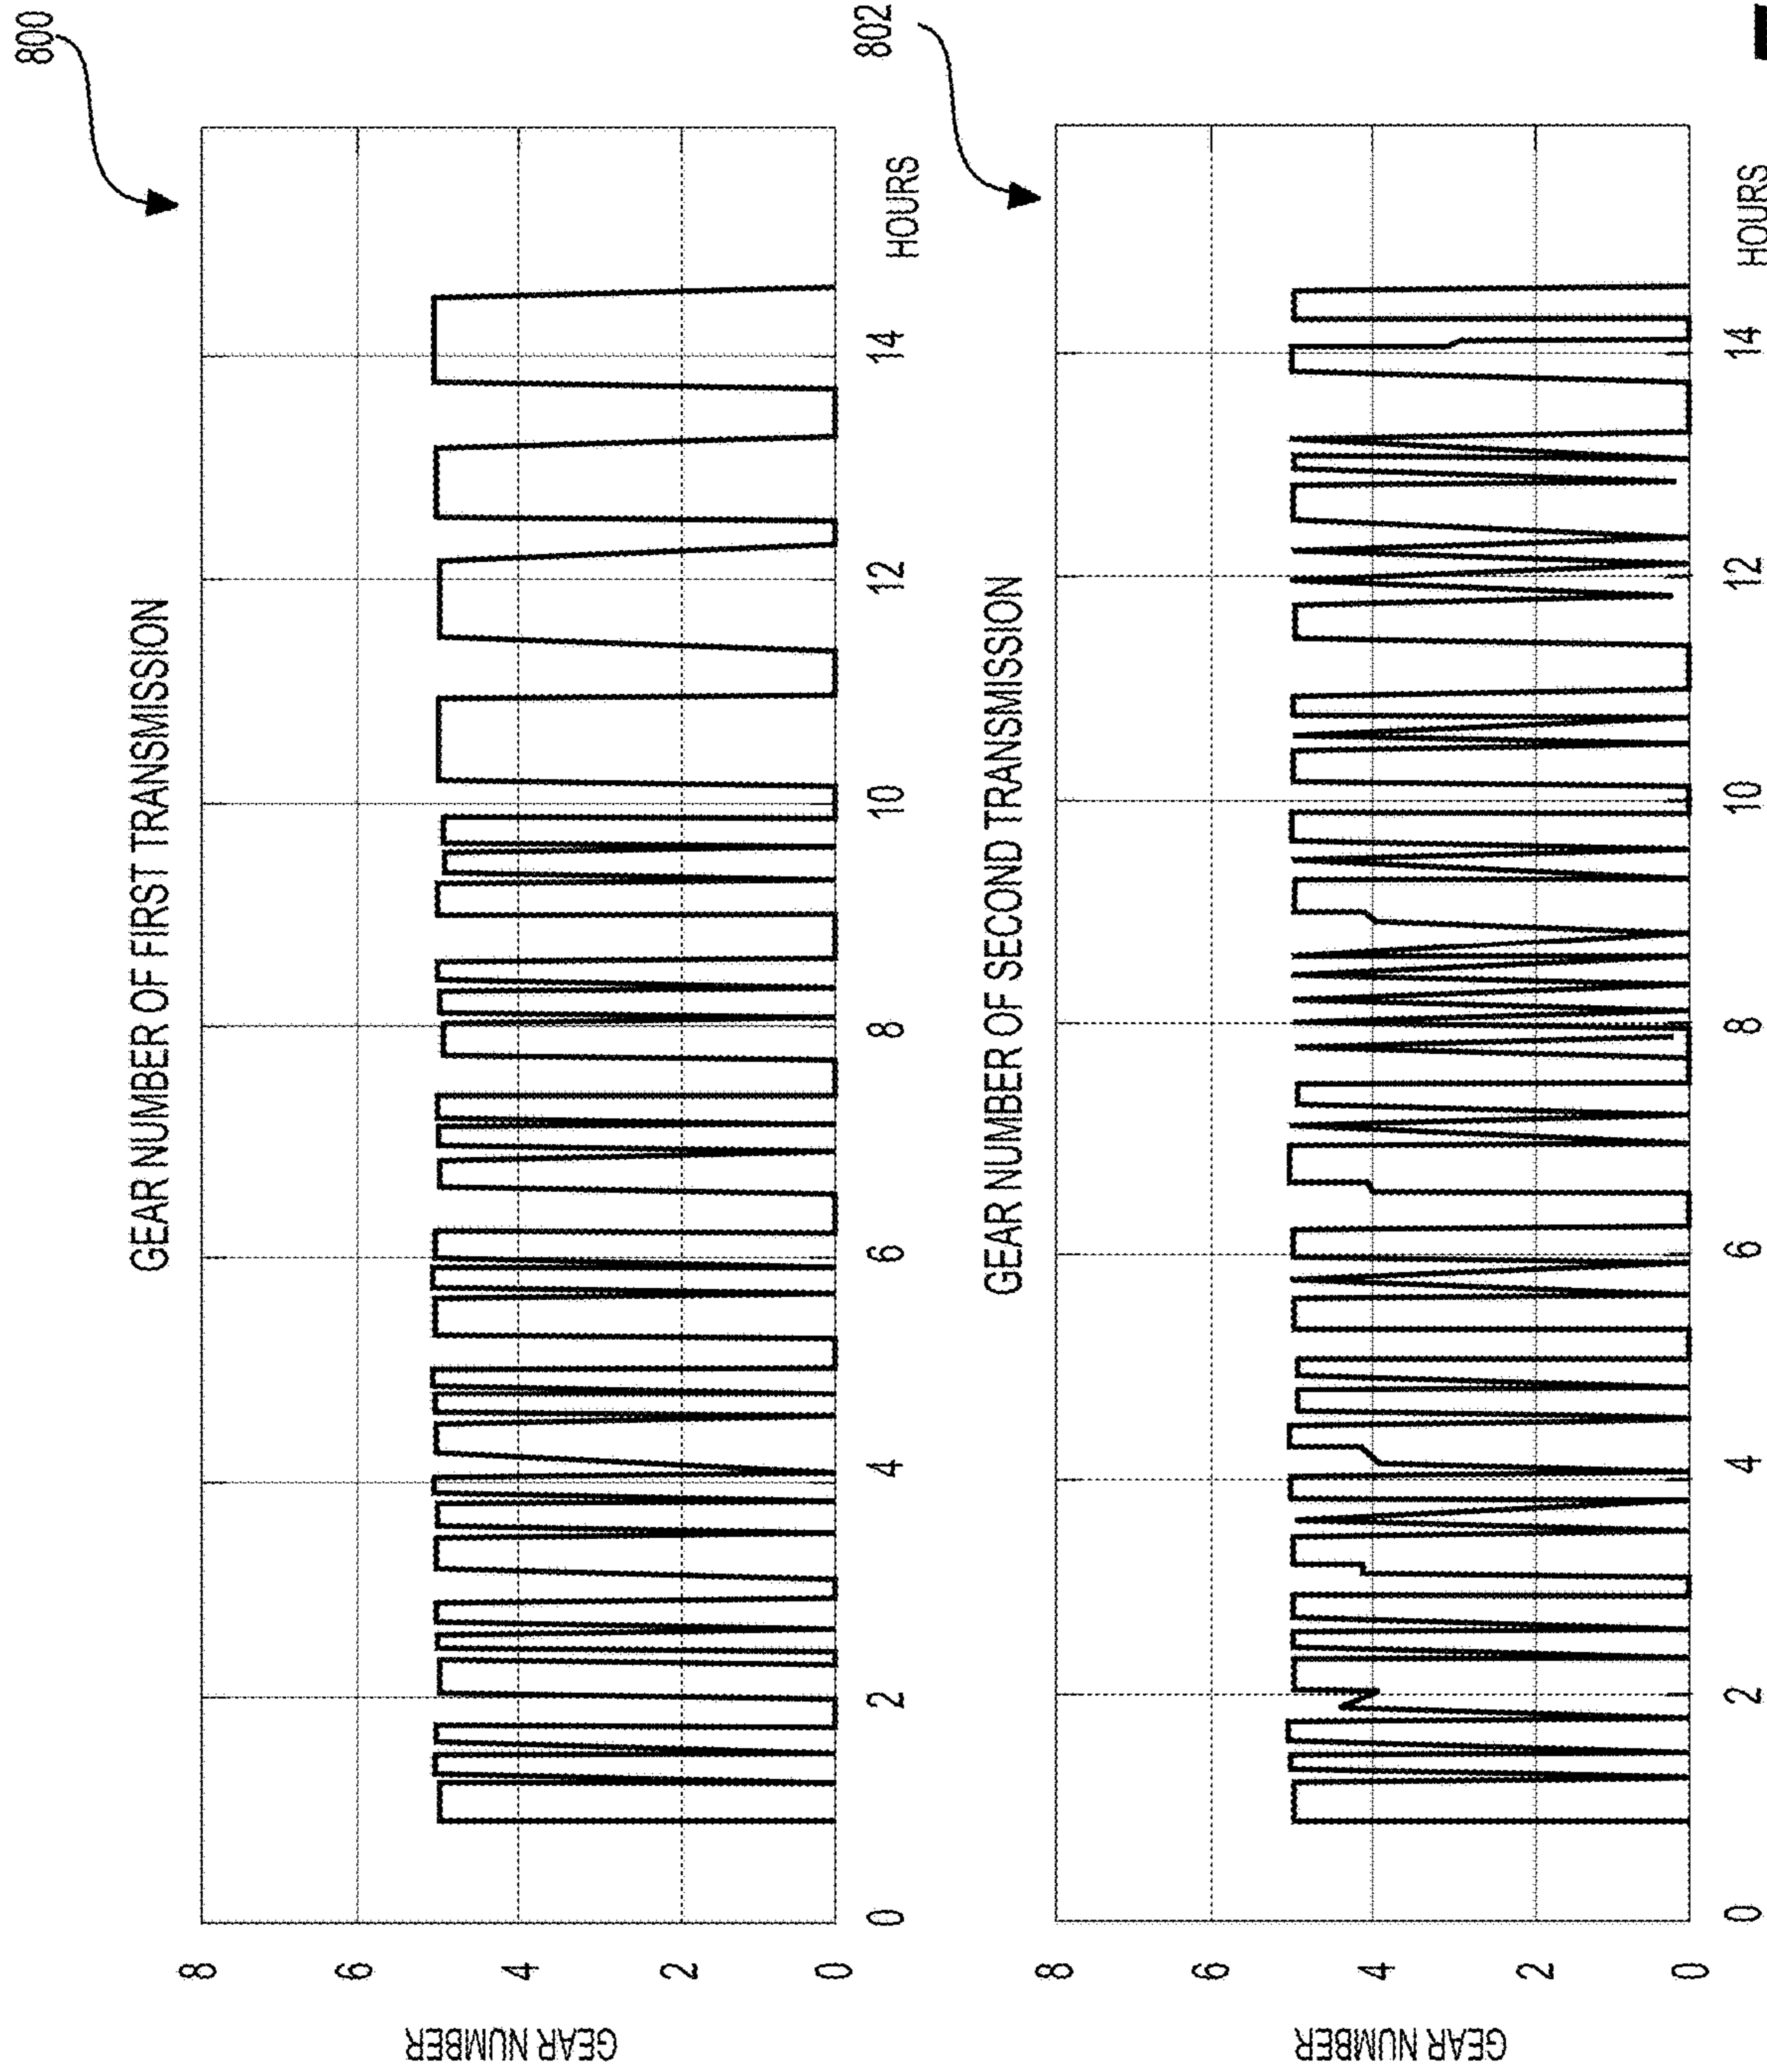 800
GEAR NUMBER OF FIRST TRANSMISSION
GEAR NUMBER
8
6
4
2
0
0 2 4 6 8 10 12 14 HOURS
802
GEAR NUMBER OF SECOND TRANSMISSION
GEAR NUMBER
8
6
4
2
0
0 2 4 6 8 10 12 14 HOURS